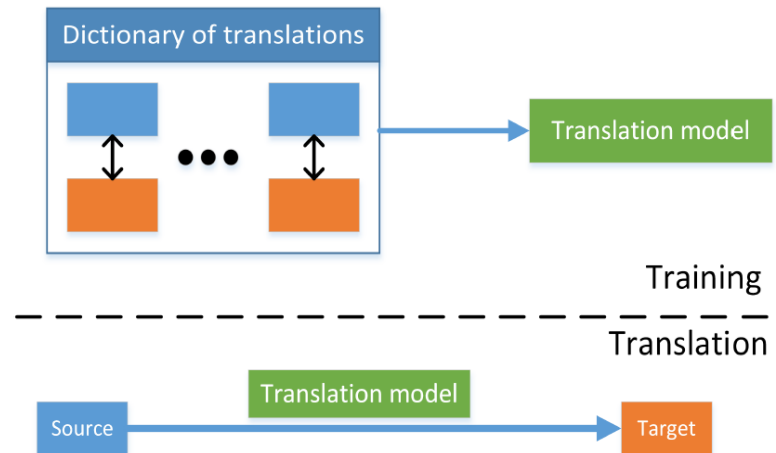 Dictionary of translations
Translation model
Training
Translation
Translation model
Source
Target